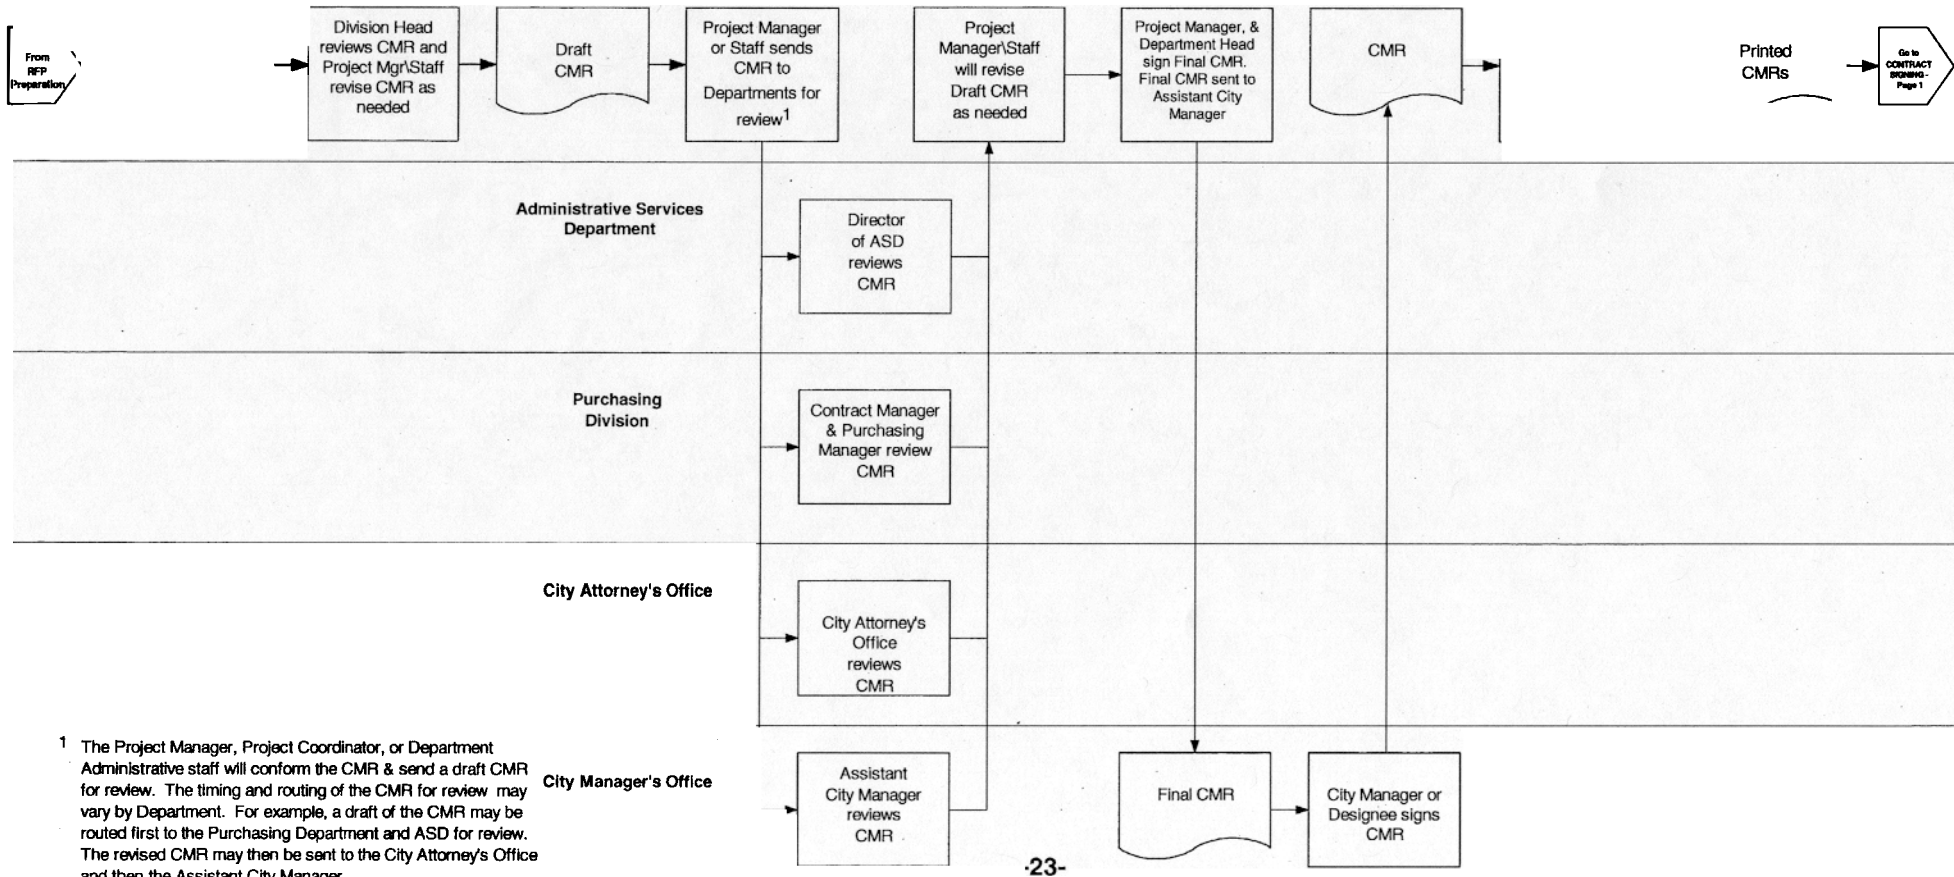 From
RFP
Preparation
Division Head
reviews CMR and
Project Mgr\Staff
revise CMR as
needed
Draft
CMR
Project Manager
or Staff sends
CMR to
Departments for
review1
Project
Manager\Staff
will revise
Draft CMR
as needed
Project Manager, &
Department Head
sign Final CMR.
Final CMR sent to
Assistant City
Manager
CMR
Printed
CMRs
Go to
CONTRACT
SIGNING -
Page 1
Administrative Services
Department
Director
of ASD
reviews
CMR
Purchasing
Division
Contract Manager
& Purchasing
Manager review
CMR
City Attorney's Office
City Attorney's
Office
reviews
CMR
City Manager's Office
Assistant
City Manager
reviews
CMR
Final CMR
City Manager or
Designee signs
CMR
1 The Project Manager, Project Coordinator, or Department
Administrative staff will conform the CMR & send a draft CMR
for review. The timing and routing of the CMR for review may
vary by Department. For example, a draft of the CMR may be
routed first to the Purchasing Department and ASD for review.
The revised CMR may then be sent to the City Attorney's Office
and then the Assistant City Manager
-23-